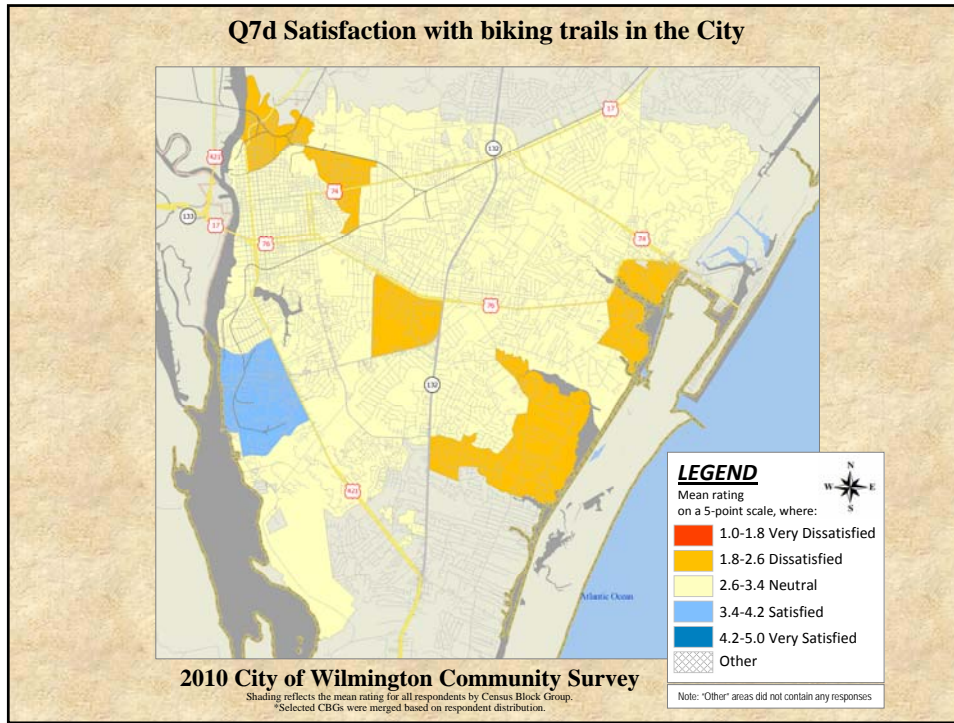 Q7d Satisfaction with biking trails in the City
17
132
421
74
133
17
76
74
76
132
421
Atlantic Ocean
LEGEND
N
W E
S
Mean rating
on a 5-point scale, where:
1.0-1.8 Very Dissatisfied
1.8-2.6 Dissatisfied
2.6-3.4 Neutral
3.4-4.2 Satisfied
4.2-5.0 Very Satisfied
Other
Note: "Other" areas did not contain any responses
2010 City of Wilmington Community Survey
Shading reflects the mean rating for all respondents by Census Block Group.
*Selected CBGs were merged based on respondent distribution.